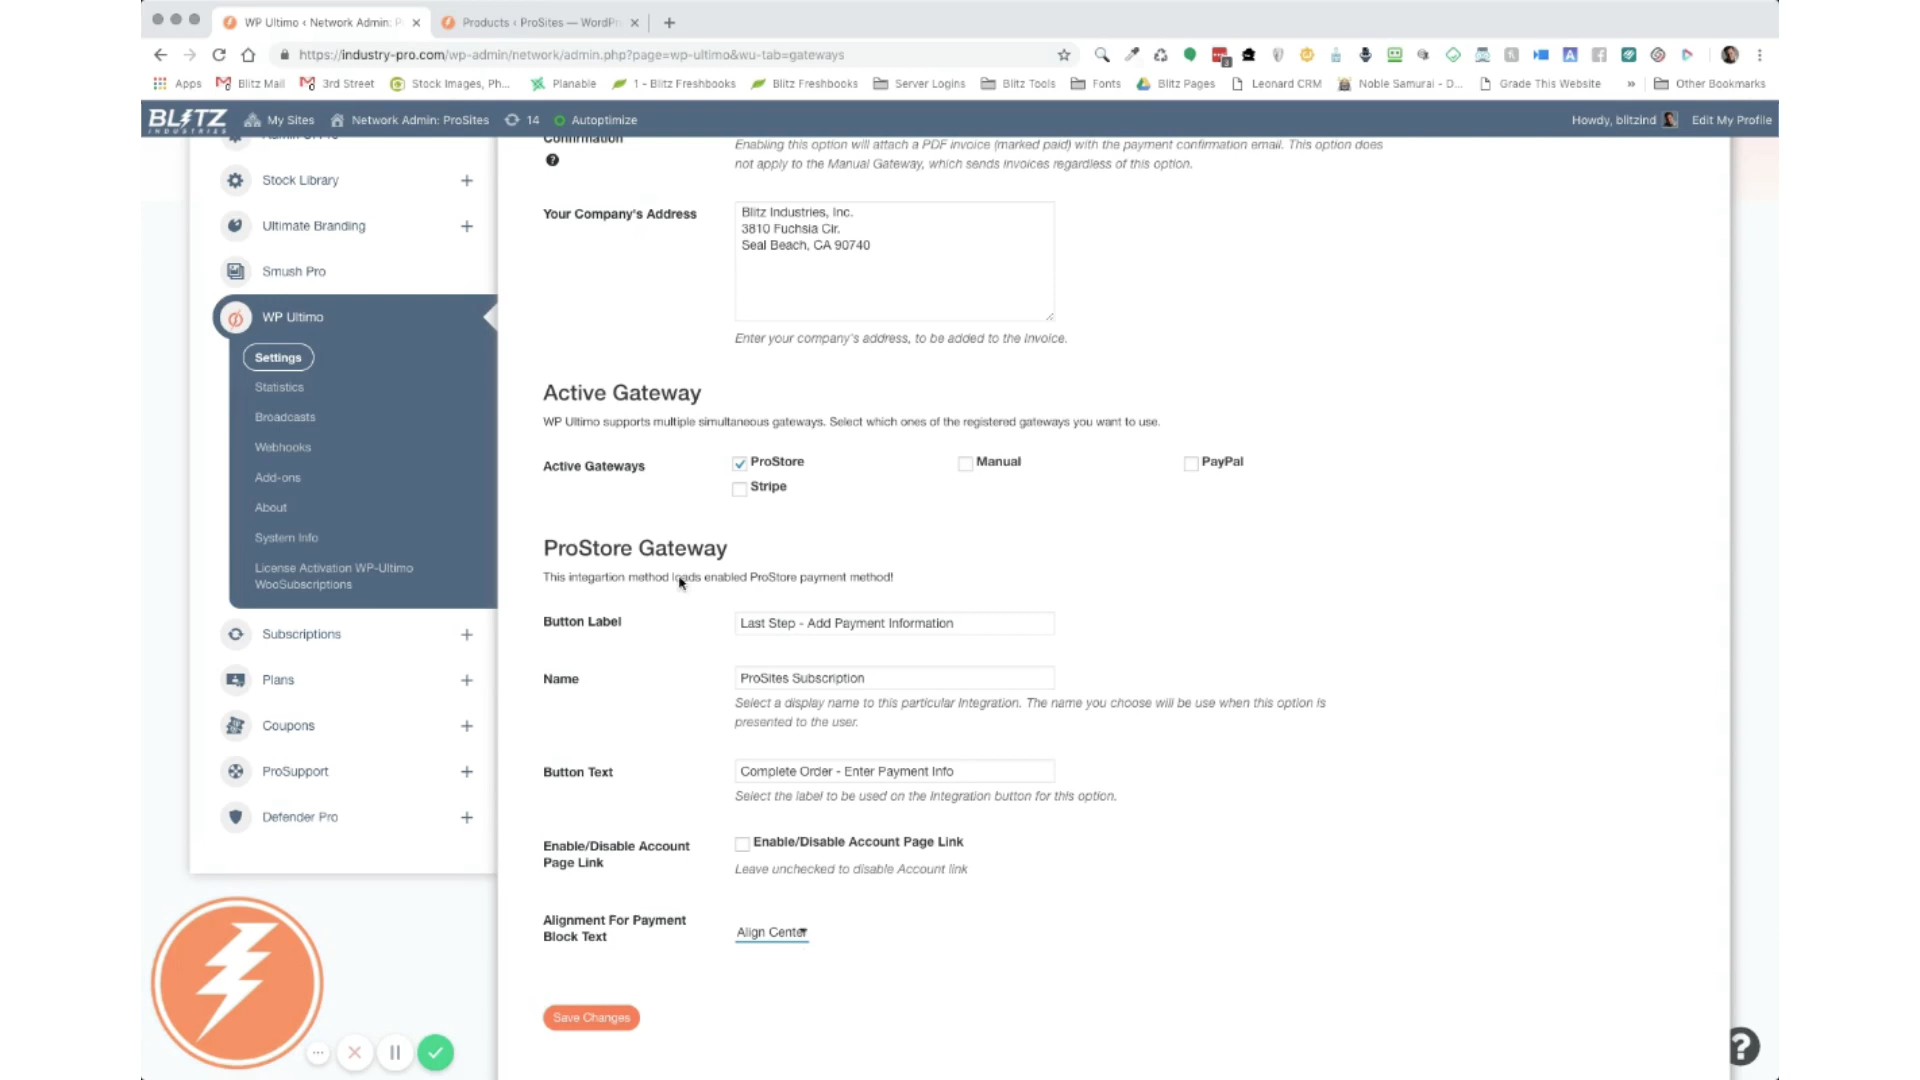 WP Ultimo ‹ Network Admin: P
Products ‹ ProSites — WordPr
https://industry-pro.com/wp-admin/network/admin.php?page=wp-ultimo&wu-tab=gateways
Apps
Blitz Mail
3rd Street
Stock Images, Ph...
Planable
1 - Blitz Freshbooks
Blitz Freshbooks
Server Logins
Blitz Tools
Fonts
Blitz Pages
Leonard CRM
Noble Samurai - D...
Grade This Website
»
Other Bookmarks
BLITZ
INDUSTRIES
My Sites
Network Admin: ProSites
14
Autoptimize
Howdy, blitzind
Edit My Profile
Stock Library
Ultimate Branding
Smush Pro
WP Ultimo
Settings
Statistics
Broadcasts
Webhooks
Add-ons
About
System Info
License Activation WP-Ultimo
WooSubscriptions
Subscriptions
Plans
Coupons
ProSupport
Defender Pro
Confirmation
Enabling this option will attach a PDF invoice (marked paid) with the payment confirmation email. This option does
not apply to the Manual Gateway, which sends invoices regardless of this option.
Your Company's Address
Blitz Industries, Inc.
3810 Fuchsia Cir.
Seal Beach, CA 90740
Enter your company's address, to be added to the Invoice.
Active Gateway
WP Ultimo supports multiple simultaneous gateways. Select which ones of the registered gateways you want to use.
Active Gateways
ProStore
Manual
PayPal
Stripe
ProStore Gateway
This integartion method loads enabled ProStore payment method!
Button Label
Last Step - Add Payment Information
Name
ProSites Subscription
Select a display name to this particular Integration. The name you choose will be use when this option is
presented to the user.
Button Text
Complete Order - Enter Payment Info
Select the label to be used on the Integration button for this option.
Enable/Disable Account
Page Link
Enable/Disable Account Page Link
Leave unchecked to disable Account link
Alignment For Payment
Block Text
Align Center
Save Changes